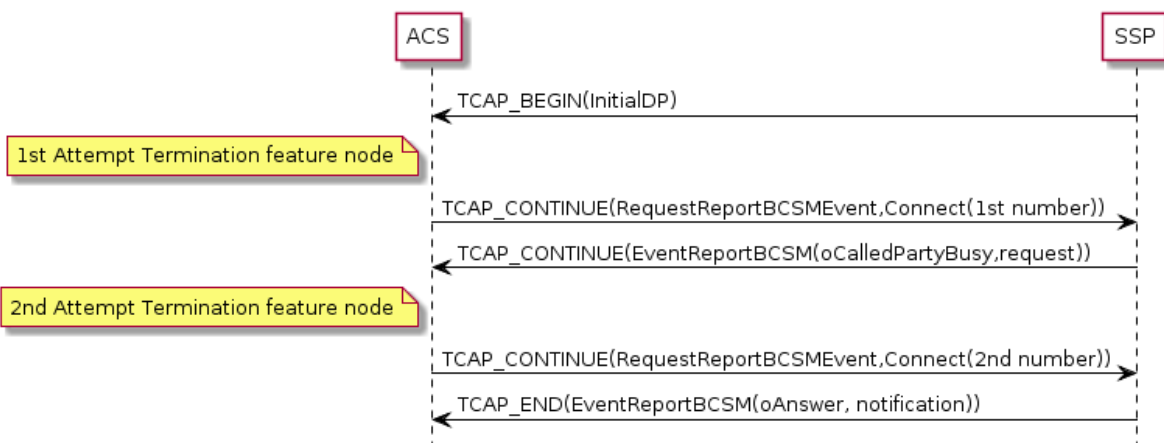 ACS
SSP
TCAP_BEGIN(InitialDP)
1st Attempt Termination feature node
TCAP_CONTINUE(RequestReportBCSMEvent,Connect(1st number))
TCAP_CONTINUE(EventReportBCSM(oCalledPartyBusy,request))
2nd Attempt Termination feature node
TCAP_CONTINUE(RequestReportBCSMEvent,Connect(2nd number))
TCAP_END(EventReportBCSM(oAnswer, notification))